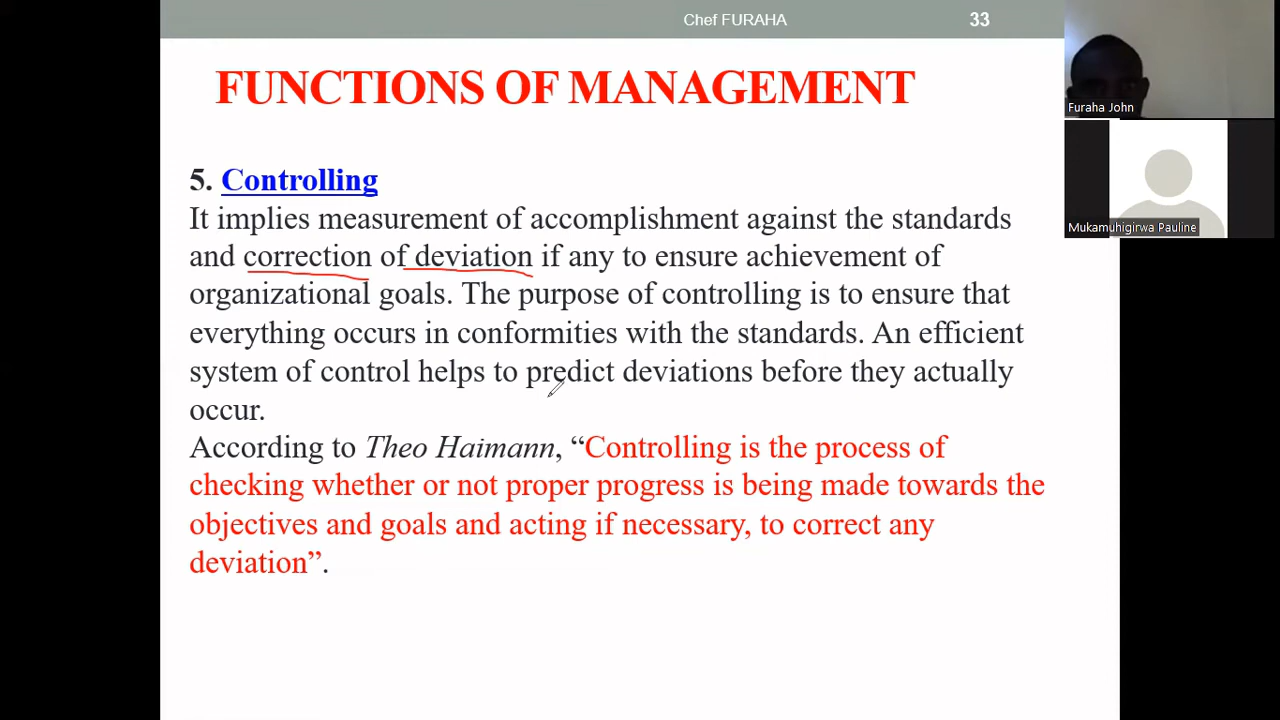 Chef FURAHA
33
FUNCTIONS OF MANAGEMENT
5. Controlling
It implies measurement of accomplishment against the standards
and correction of deviation if any to ensure achievement of
organizational goals. The purpose of controlling is to ensure that
everything occurs in conformities with the standards. An efficient
system of control helps to predict deviations before they actually
occur.
According to Theo Haimann, “Controlling is the process of
checking whether or not proper progress is being made towards the
objectives and goals and acting if necessary, to correct any
deviation”.
Furaha John
Mukamuhigirwa Pauline